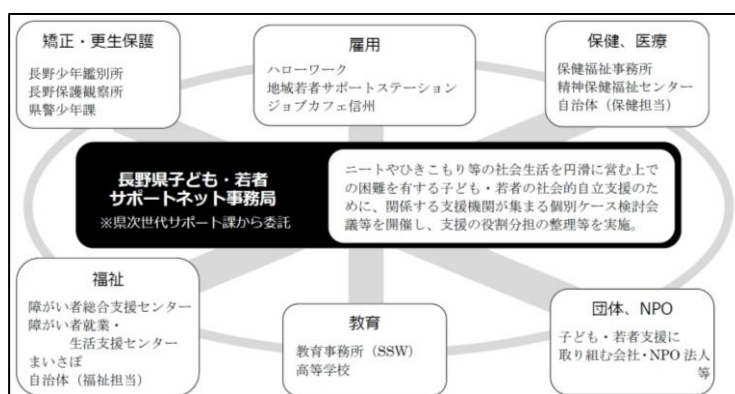 矯正・更生保護
長野少年鑑別所
長野保護観察所
県警少年課
雇用
ハローワーク
地域若者サポートステーション
ジョブカフェ信州
保健、医療
保健福祉事務所
精神保健福祉センター
自治体（保健担当）
長野県子ども・若者
サポートネット事務局
※県次世代サポート課から委託
ニートやひきこもり等の社会生活を円滑に営む上で
の困難を有する子ども・若者の社会的自立支援のた
めに、関係する支援機関が集まる個別ケース検討会
議等を開催し、支援の役割分担の整理等を実施。
福祉
障がい者総合支援センター
障がい者就業・
生活支援センター
まいさぽ
自治体（福祉担当）
教育
教育事務所（SSW）
高等学校
団体、NPO
子ども・若者支援に
取り組む会社・NPO 法人
等